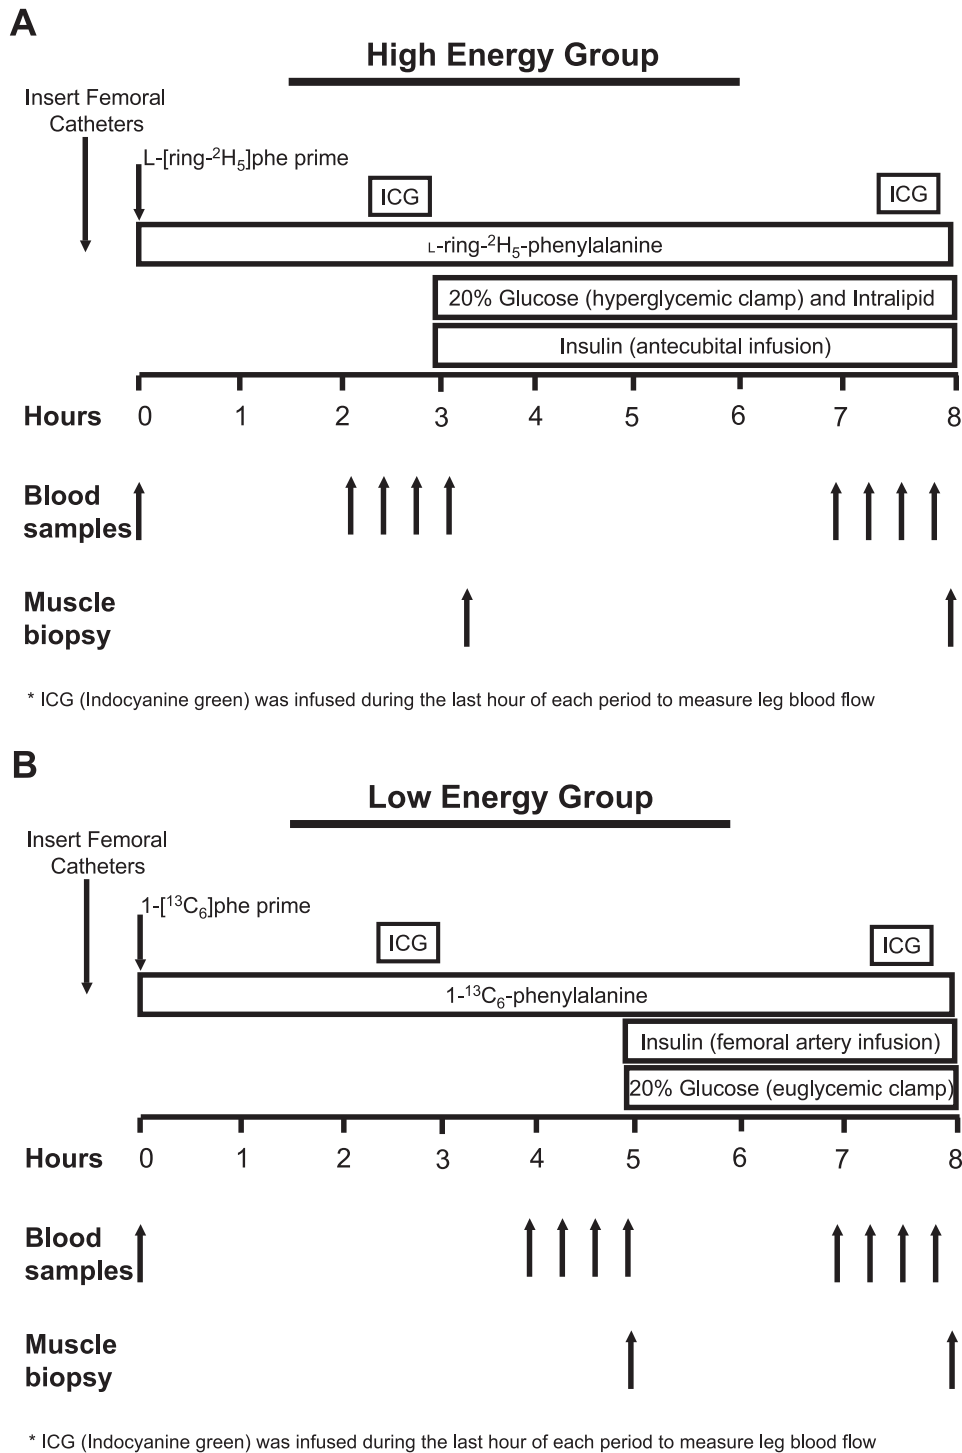 A
High Energy Group
Insert Femoral
Catheters
L-[ring-²H₅]phe prime
ICG
ICG
L-ring-²H₅-phenylalanine
20% Glucose (hyperglycemic clamp) and Intralipid
Insulin (antecubital infusion)
Hours 0 1 2 3 4 5 6 7 8
Blood
samples
Muscle
biopsy
* ICG (Indocyanine green) was infused during the last hour of each period to measure leg blood flow
B
Low Energy Group
Insert Femoral
Catheters
1-[¹³C₆]phe prime
ICG
ICG
1-¹³C₆-phenylalanine
Insulin (femoral artery infusion)
20% Glucose (euglycemic clamp)
Hours 0 1 2 3 4 5 6 7 8
Blood
samples
Muscle
biopsy
* ICG (Indocyanine green) was infused during the last hour of each period to measure leg blood flow